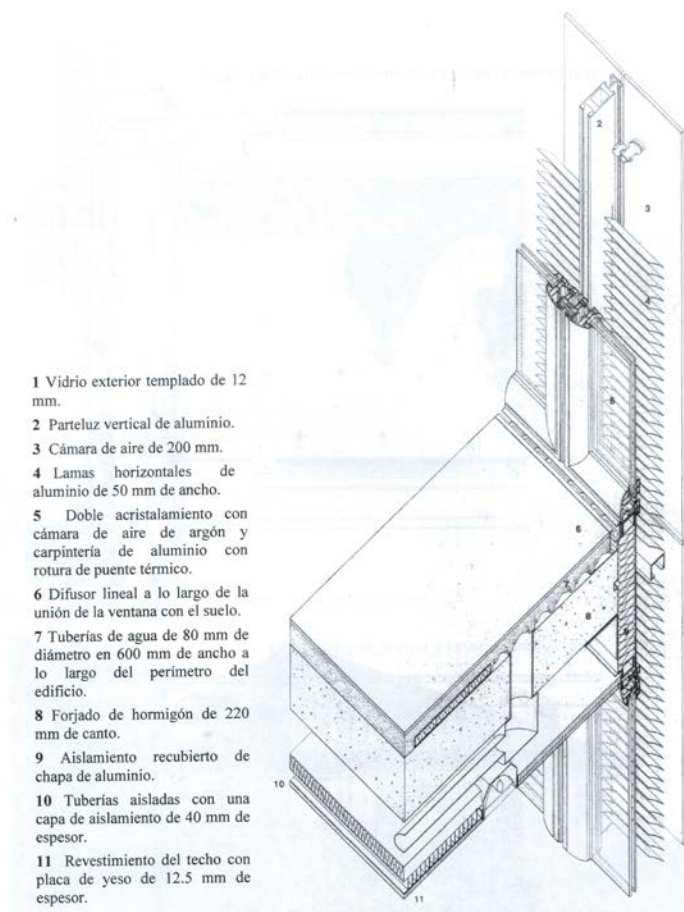 1 Vidrio exterior templado de 12
mm.
2 Parteluz vertical de aluminio.
3 Cámara de aire de 200 mm.
4 Lamas horizontales de
aluminio de 50 mm de ancho.
5 Doble acristalamiento con
cámara de aire de argón y
carpintería de aluminio con
rotura de puente térmico.
6 Difusor lineal a lo largo de la
unión de la ventana con el suelo.
7 Tuberías de agua de 80 mm de
diámetro en 600 mm de ancho a
lo largo del perímetro del
edificio.
8 Forjado de hormigón de 220
mm de canto.
9 Aislamiento recubierto de
chapa de aluminio.
10 Tuberías aisladas con una
capa de aislamiento de 40 mm de
espesor.
11 Revestimiento del techo con
placa de yeso de 12.5 mm de
espesor.
2
3
4
5
6
7
8
9
10
11